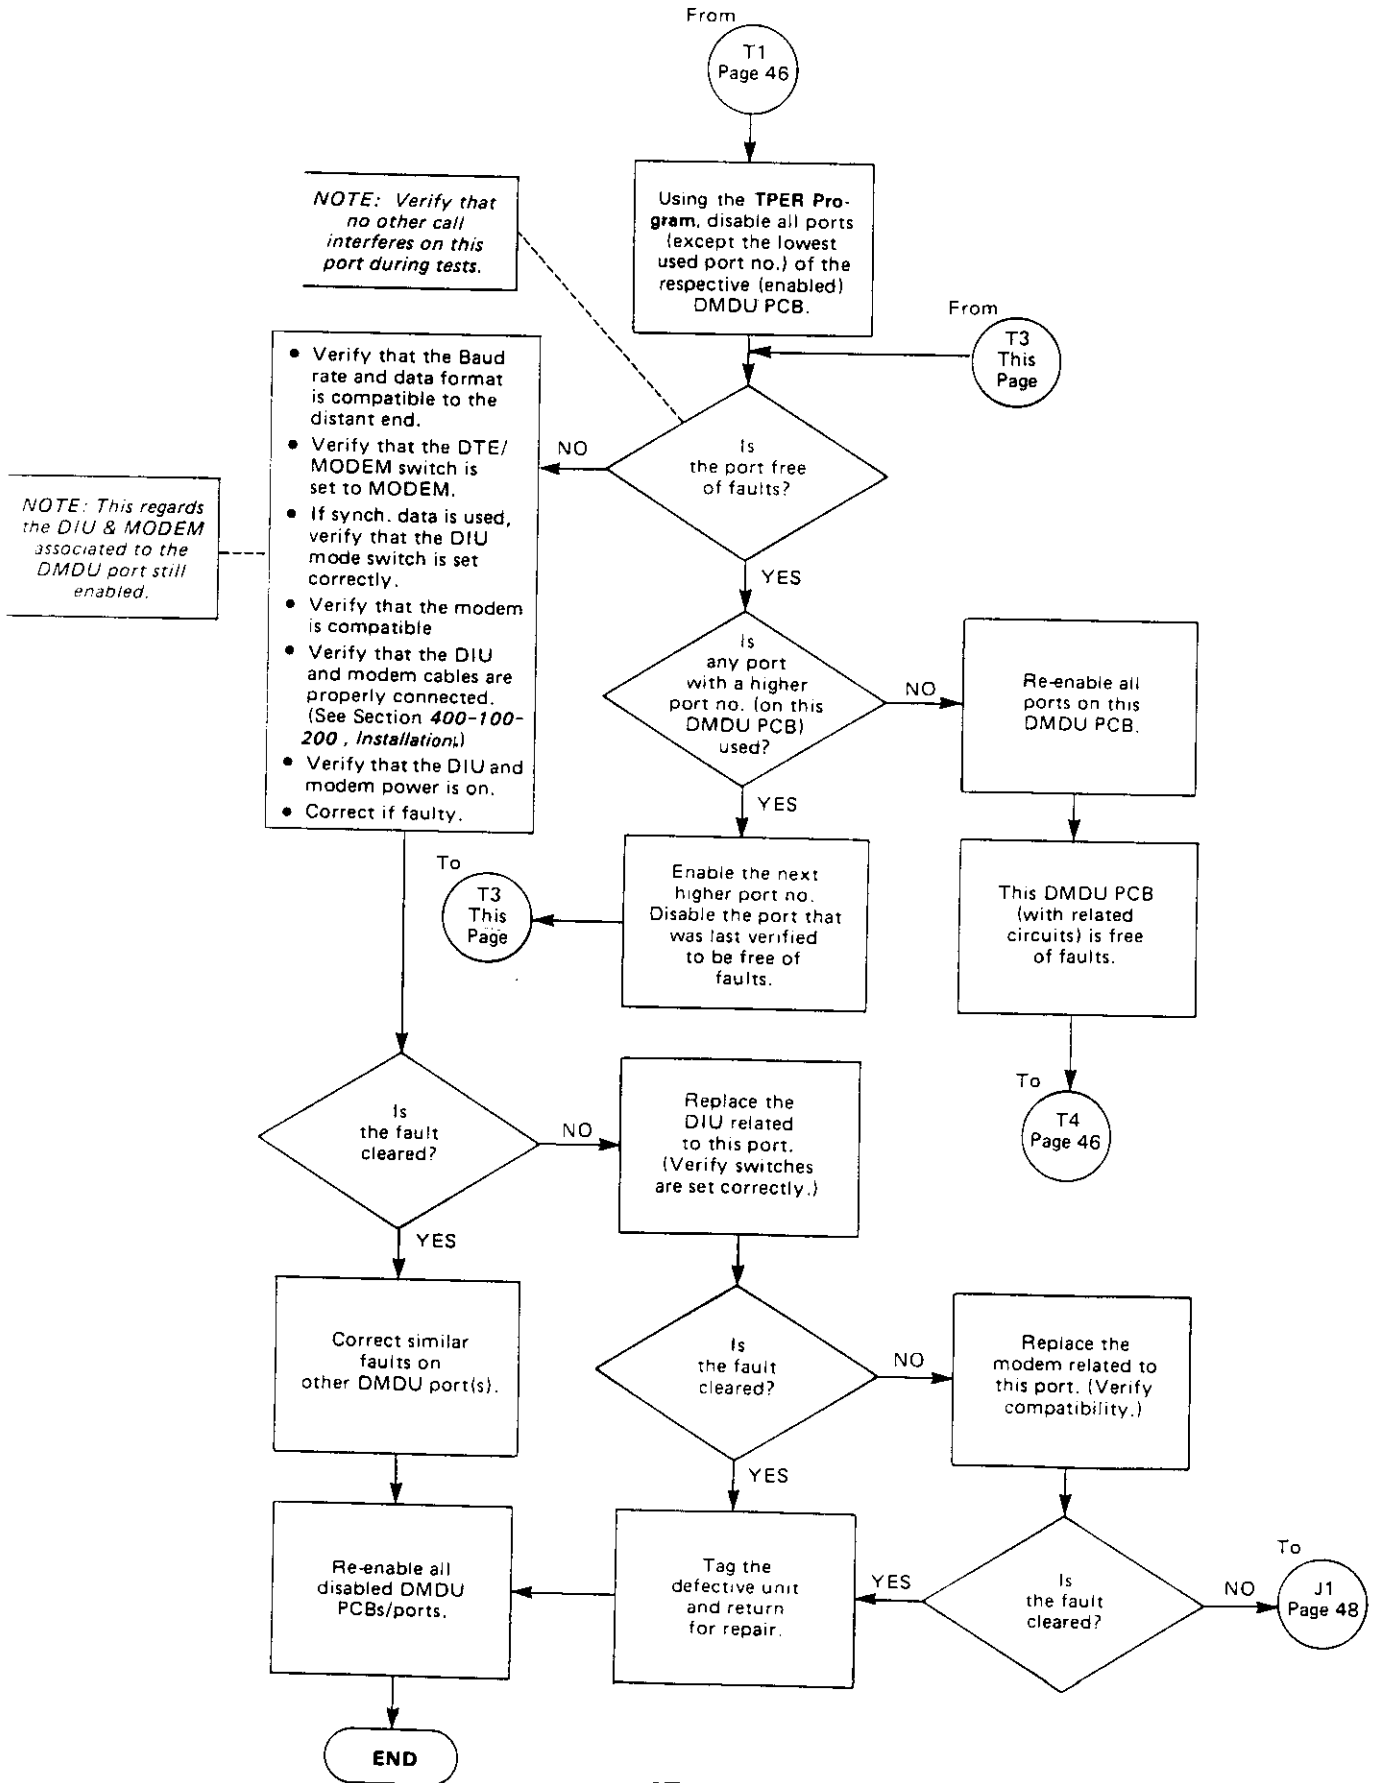 From
T1
Page 46
Using the TPER Pro-
gram, disable all ports
(except the lowest
used port no.) of the
respective (enabled)
DMDU PCB.
NOTE: Verify that
no other call
interferes on this
port during tests.
From
T3
This
Page
• Verify that the Baud
rate and data format
is compatible to the
distant end.
• Verify that the DTE/
MODEM switch is
set to MODEM.
• If synch. data is used,
verify that the DIU
mode switch is set
correctly.
• Verify that the modem
is compatible
• Verify that the DIU
and modem cables are
properly connected.
(See Section 400-100-
200 , Installation.)
• Verify that the DIU and
modem power is on.
• Correct if faulty.
NOTE: This regards
the DIU & MODEM
associated to the
DMDU port still
enabled.
NO
Is
the port free
of faults?
YES
Is
any port
with a higher
port no. (on this
DMDU PCB)
used?
NO
Re-enable all
ports on this
DMDU PCB.
YES
To
T3
This
Page
Enable the next
higher port no.
Disable the port that
was last verified
to be free of
faults.
This DMDU PCB
(with related
circuits) is free
of faults.
To
T4
Page 46
Is
the fault
cleared?
NO
Replace the
DIU related
to this port.
(Verify switches
are set correctly.)
YES
Correct similar
faults on
other DMDU port(s).
Is
the fault
cleared?
NO
Replace the
modem related to
this port. (Verify
compatibility.)
YES
Re-enable all
disabled DMDU
PCBs/ports.
Tag the
defective unit
and return
for repair.
YES
Is
the fault
cleared?
NO
To
J1
Page 48
END